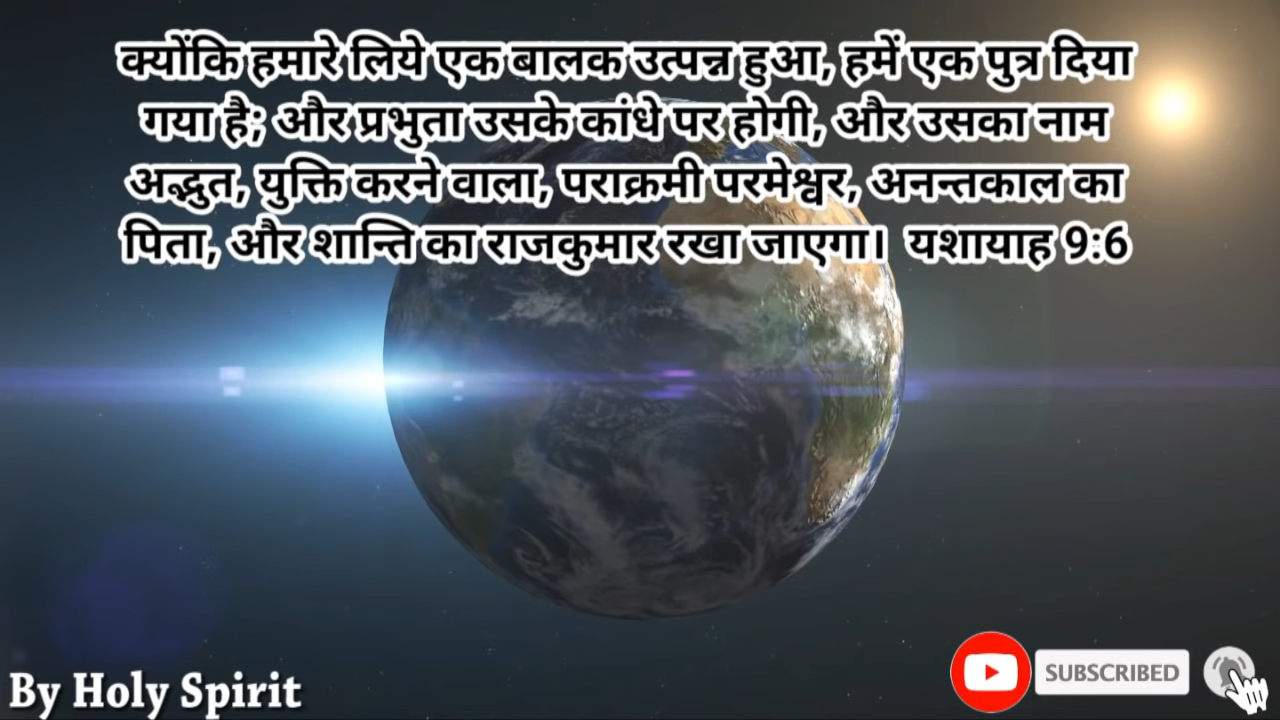 क्योंकि हमारे लिये एक बालक उत्पन्न हुआ, हमें एक पुत्र दिया
गया है; और प्रभुता उसके कांधे पर होगी, और उसका नाम
अद्भुत, युक्ति करने वाला, पराक्रमी परमेश्वर, अनन्तकाल का
पिता, और शान्ति का राजकुमार रखा जाएगा। यशायाह 9:6
By Holy Spirit
SUBSCRIBED